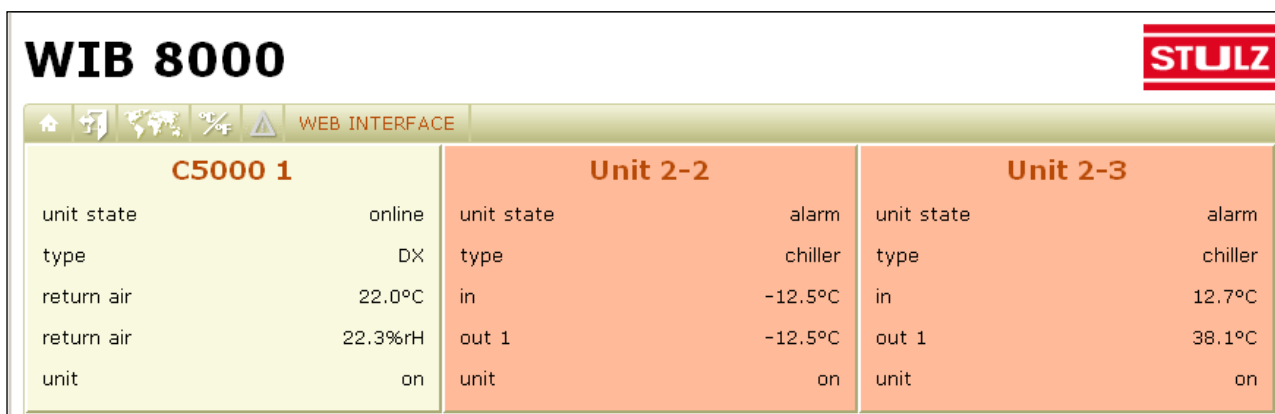 WIB 8000
STULZ
°C/°F WEB INTERFACE
C5000 1 Unit 2-2 Unit 2-3
unit state online unit state alarm unit state alarm
type DX type chiller type chiller
return air 22.0°C in -12.5°C in 12.7°C
return air 22.3%rH out 1 -12.5°C out 1 38.1°C
unit on unit on unit on